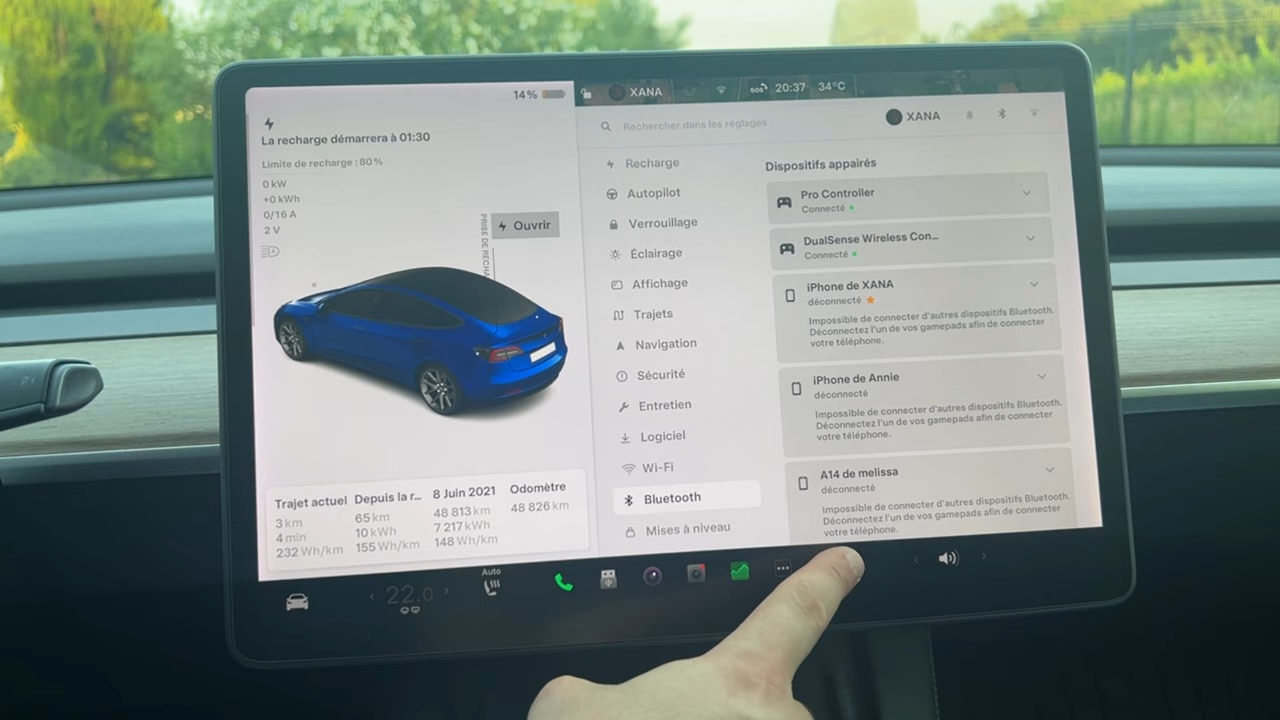 14%
XANA
SOS
20:37
34°C
La recharge démarrera à 01:30
Limite de recharge : 80%
0 kW
+0 kWh
0/16 A
2 V
PRISE DE RECHA
Ouvrir
Trajet actuel
3 km
4 min
232 Wh/km
Depuis la r...
65 km
10 kWh
155 Wh/km
8 Juin 2021
48 813 km
7 217 kWh
148 Wh/km
Odomètre
48 826 km
Rechercher dans les réglages
XANA
Recharge
Autopilot
Verrouillage
Éclairage
Affichage
Trajets
Navigation
Sécurité
Entretien
Logiciel
Wi-Fi
Bluetooth
Mises à niveau
Dispositifs appairés
Pro Controller
Connecté
DualSense Wireless Con...
Connecté
iPhone de XANA
déconnecté
Impossible de connecter d'autres dispositifs Bluetooth.
Déconnectez l'un de vos gamepads afin de connecter
votre téléphone.
iPhone de Annie
déconnecté
Impossible de connecter d'autres dispositifs Bluetooth.
Déconnectez l'un de vos gamepads afin de connecter
votre téléphone.
A14 de melissa
déconnecté
Impossible de connecter d'autres dispositifs Bluetooth.
Déconnectez l'un de vos gamepads afin de connecter
votre téléphone.
22.0
Auto
P